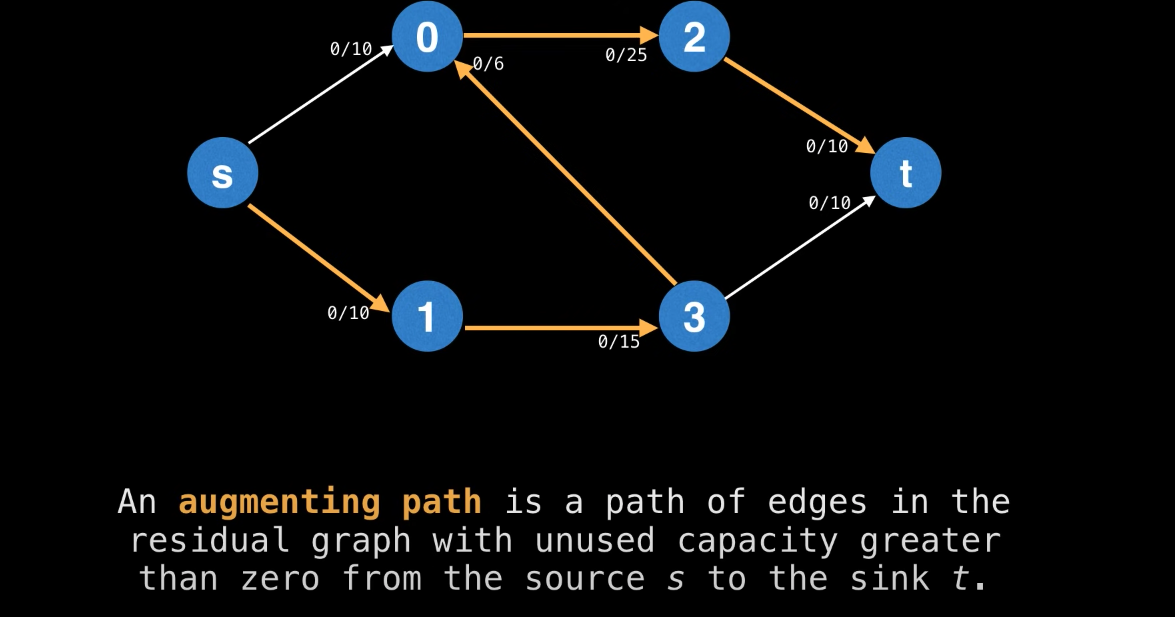 0
2
0/10
0/25
0/6
0/10
s
t
0/10
0/10
1
3
0/15
An augmenting path is a path of edges in the
residual graph with unused capacity greater
than zero from the source s to the sink t.